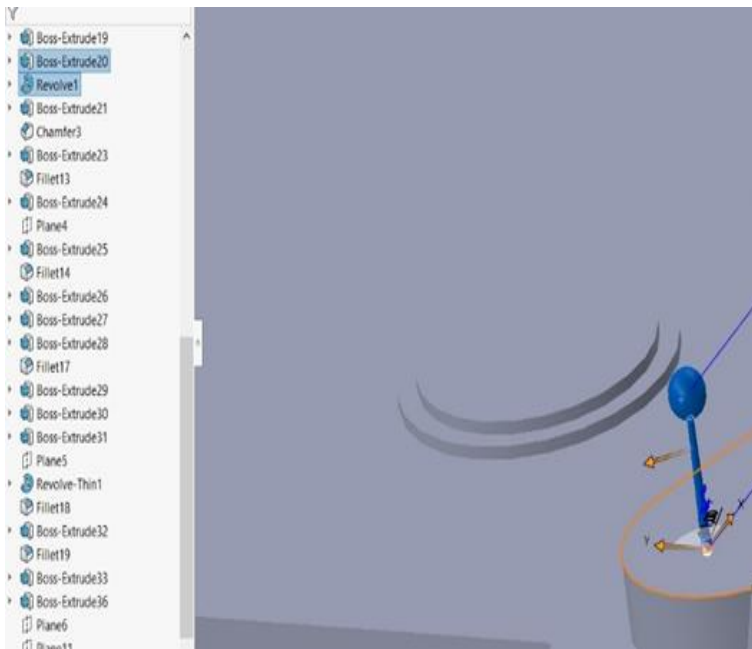 Boss-Extrude19
Boss-Extrude20
Revolve1
Boss-Extrude21
Chamfer3
Boss-Extrude23
Fillet13
Boss-Extrude24
Plane4
Boss-Extrude25
Fillet14
Boss-Extrude26
Boss-Extrude27
Boss-Extrude28
Fillet17
Boss-Extrude29
Boss-Extrude30
Boss-Extrude31
Plane5
Revolve-Thin1
Fillet18
Boss-Extrude32
Fillet19
Boss-Extrude33
Boss-Extrude36
Plane6
Plane11
X
Y